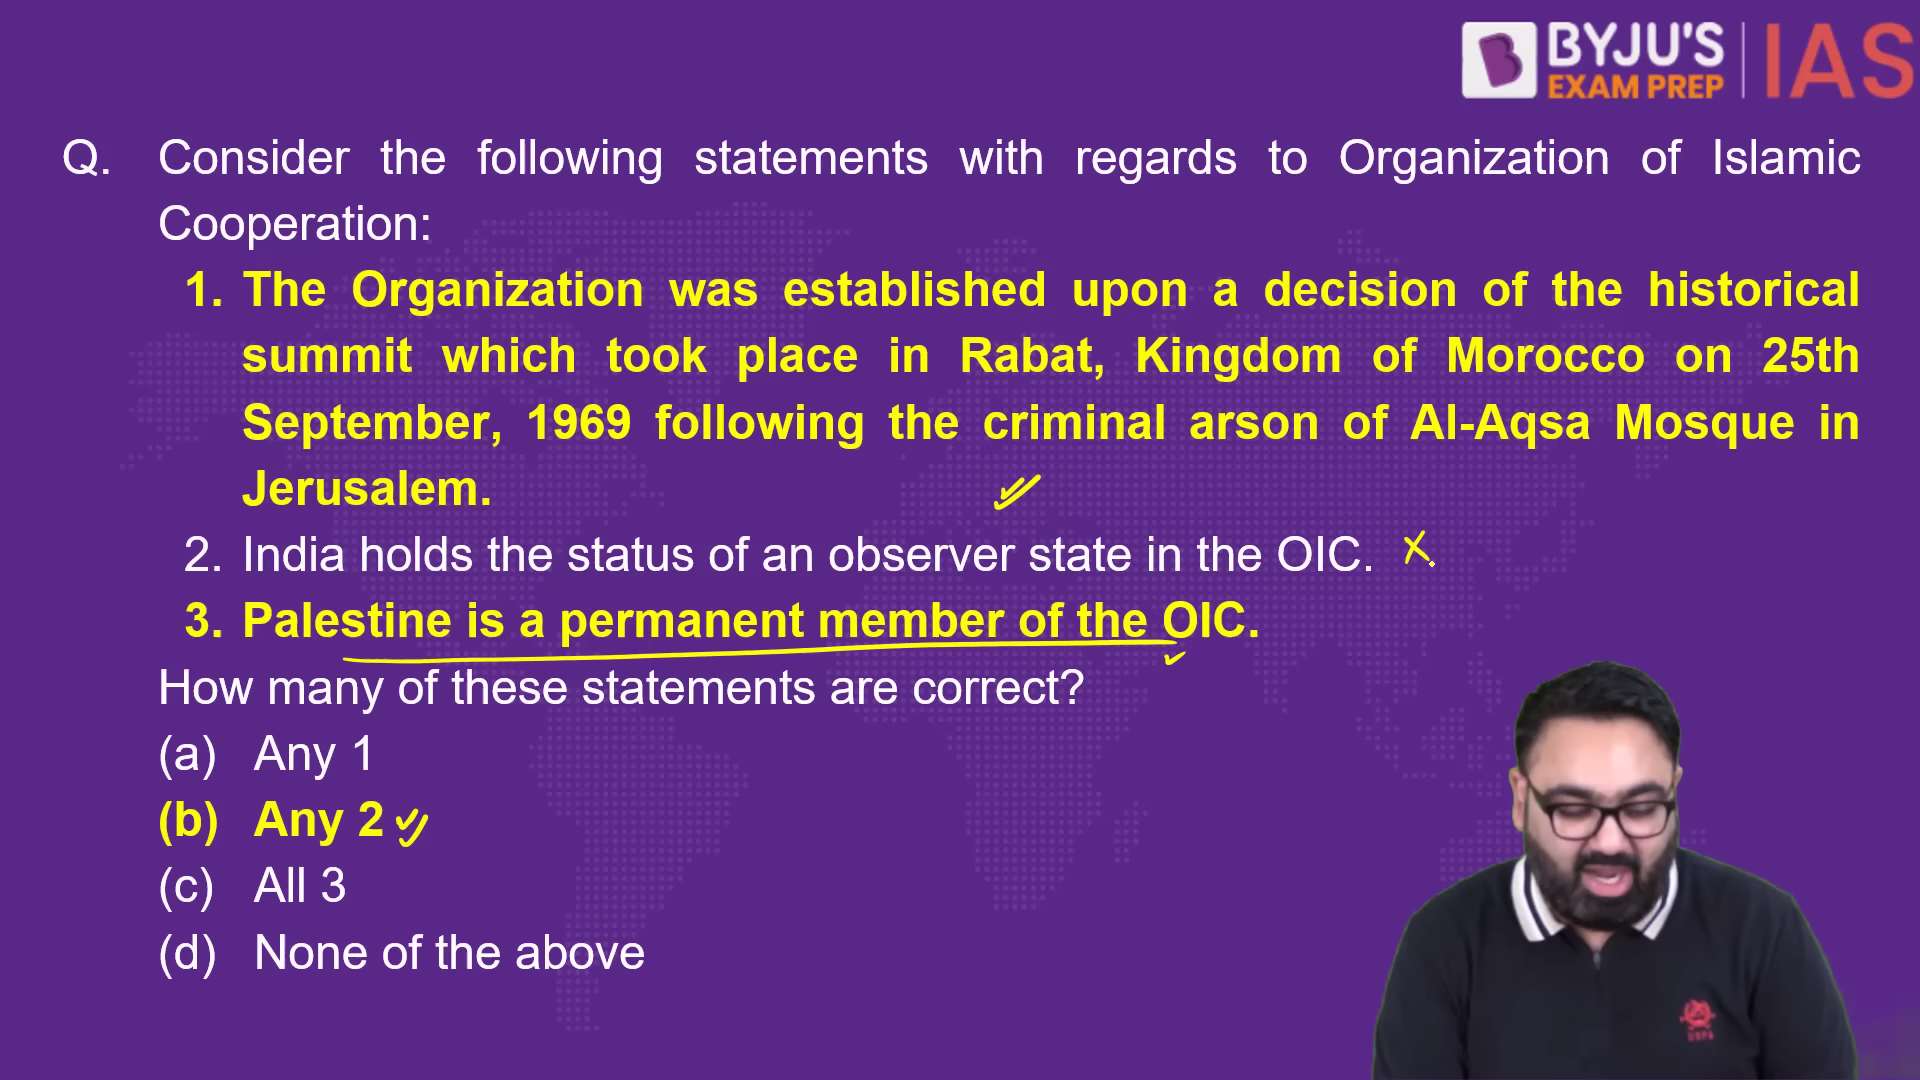 BYJU'S
EXAM PREP
IAS
Q. Consider the following statements with regards to Organization of Islamic
Cooperation:
1. The Organization was established upon a decision of the historical
summit which took place in Rabat, Kingdom of Morocco on 25th
September, 1969 following the criminal arson of Al-Aqsa Mosque in
Jerusalem.
2. India holds the status of an observer state in the OIC.
3. Palestine is a permanent member of the OIC.
How many of these statements are correct?
(a) Any 1
(b) Any 2
(c) All 3
(d) None of the above